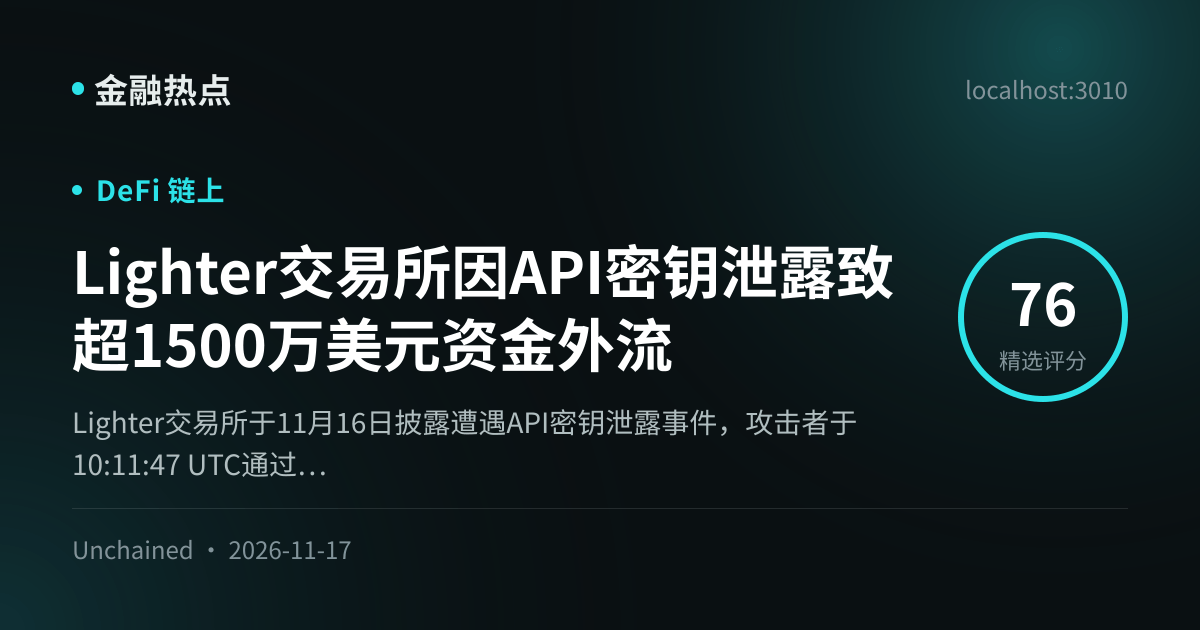 金融热点
localhost:3010
DeFi 链上
Lighter交易所因API密钥泄露致
超1500万美元资金外流
76
精选评分
Lighter交易所于11月16日披露遭遇API密钥泄露事件，攻击者于
10:11:47 UTC通过…
Unchained · 2026-11-17